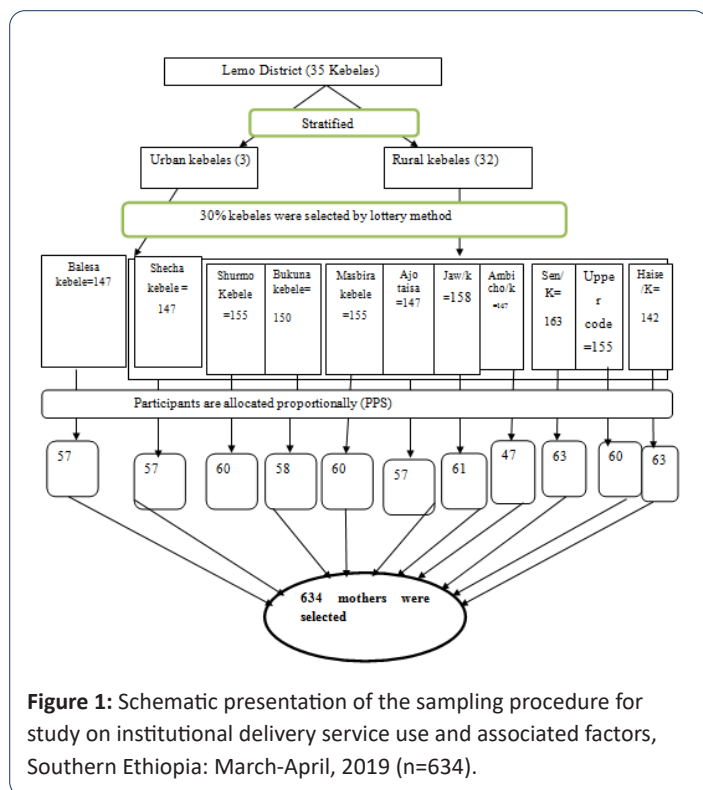 Lemo District (35 Kebeles)
Stratified
Urban kebeles (3)
Rural kebeles (32)
30% kebeles were selected by lottery method
Balesa
kebele=147
Shecha
kebele =
147
Shurmo
Kebele
=155
Bukuna
kebele=
150
Masbira
kebele
=155
Ajo
taisa
=147
Jaw/k
=158
Ambi
cho/k
=147
Sen/
K=
163
Uppe
r
code
=155
Haise
/K=
142
Participants are allocated proportionally (PPS)
57
57
60
58
60
57
61
47
63
60
63
634 mothers were
selected
Figure 1: Schematic presentation of the sampling procedure for
study on institutional delivery service use and associated factors,
Southern Ethiopia: March-April, 2019 (n=634).